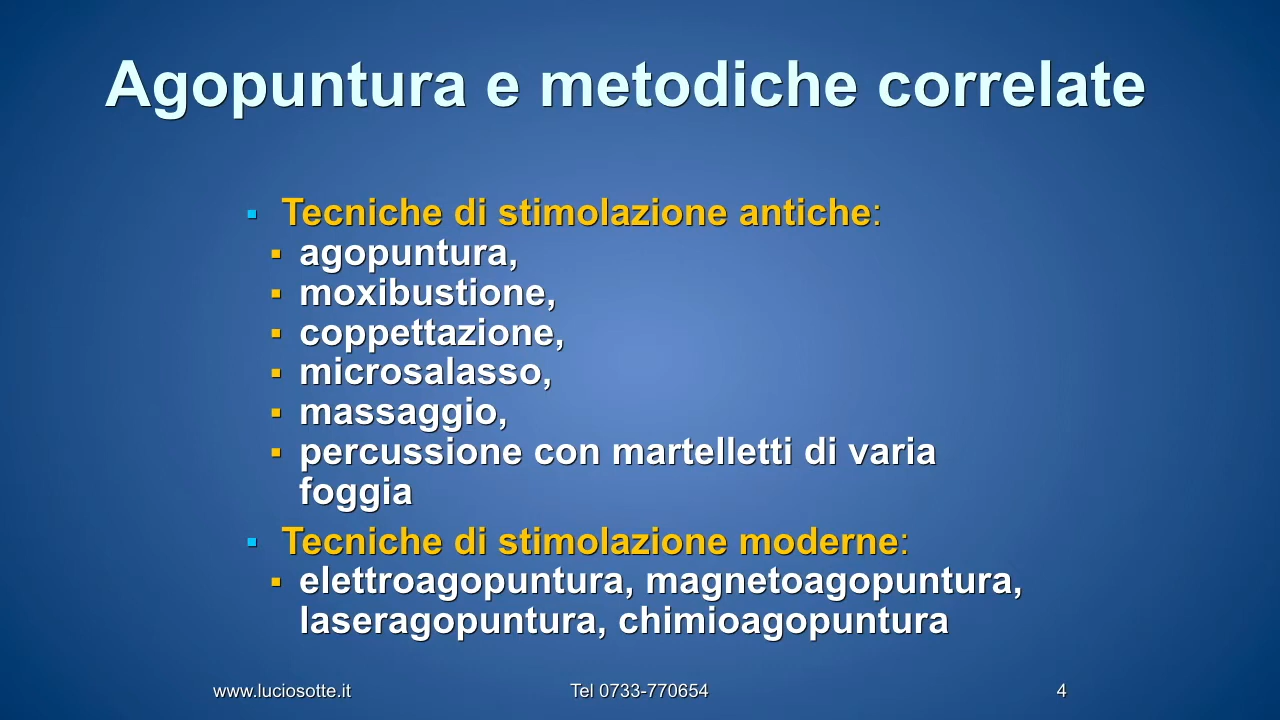 Agopuntura e metodiche correlate
▪ Tecniche di stimolazione antiche:
▪ agopuntura,
▪ moxibustione,
▪ coppettazione,
▪ microsalasso,
▪ massaggio,
▪ percussione con martelletti di varia
foggia
▪ Tecniche di stimolazione moderne:
▪ elettroagopuntura, magnetoagopuntura,
laseragopuntura, chimioagopuntura
www.luciosotte.it Tel 0733-770654 4